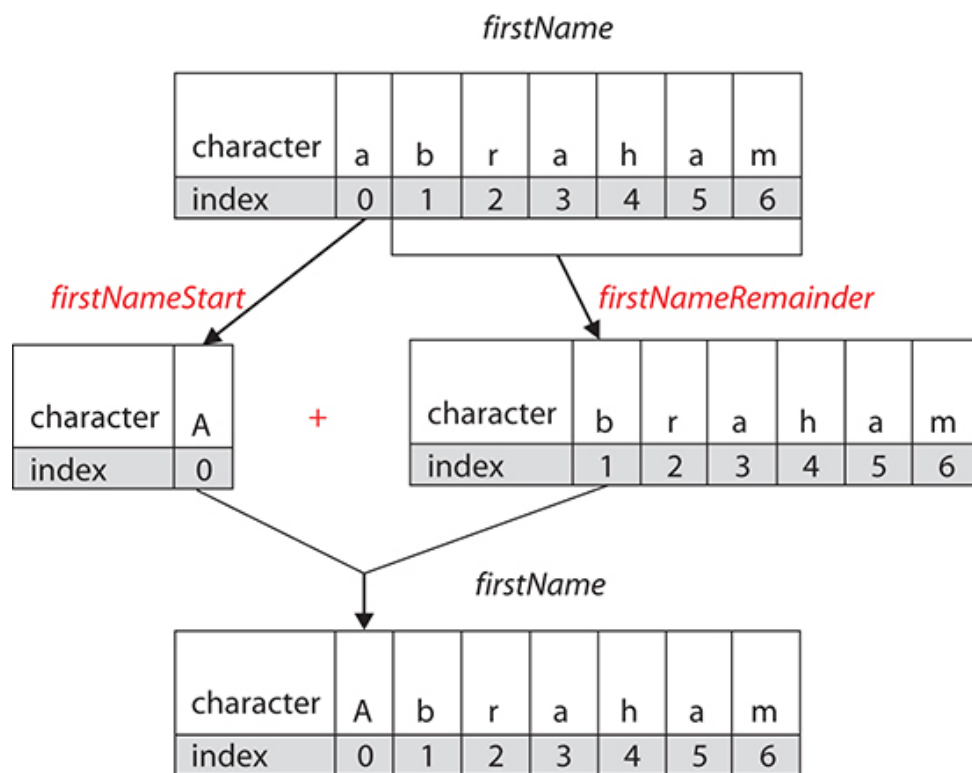 firstName
character a b r a h a m
index 0 1 2 3 4 5 6
firstNameStart firstNameRemainder
character A + character b r a h a m
index 0 index 1 2 3 4 5 6
firstName
character A b r a h a m
index 0 1 2 3 4 5 6